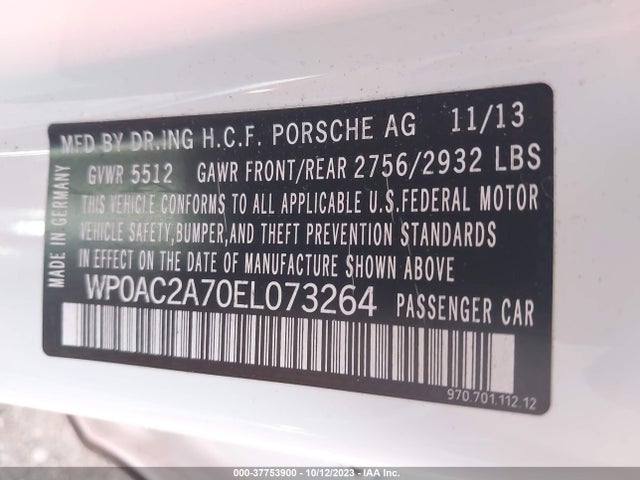 MFD BY DR.ING H.C.F. PORSCHE AG 11/13
GVWR 5512 GAWR FRONT/REAR 2756/2932 LBS
THIS VEHICLE CONFORMS TO ALL APPLICABLE U.S.FEDERAL MOTOR
VEHICLE SAFETY,BUMPER,AND THEFT PREVENTION STANDARDS
IN EFFECT ON THE DATE OF MANUFACTURE SHOWN ABOVE
WP0AC2A70EL073264 PASSENGER CAR
MADE IN GERMANY
970.701.112.12
000-37753900 - 10/12/2023 - IAA Inc.